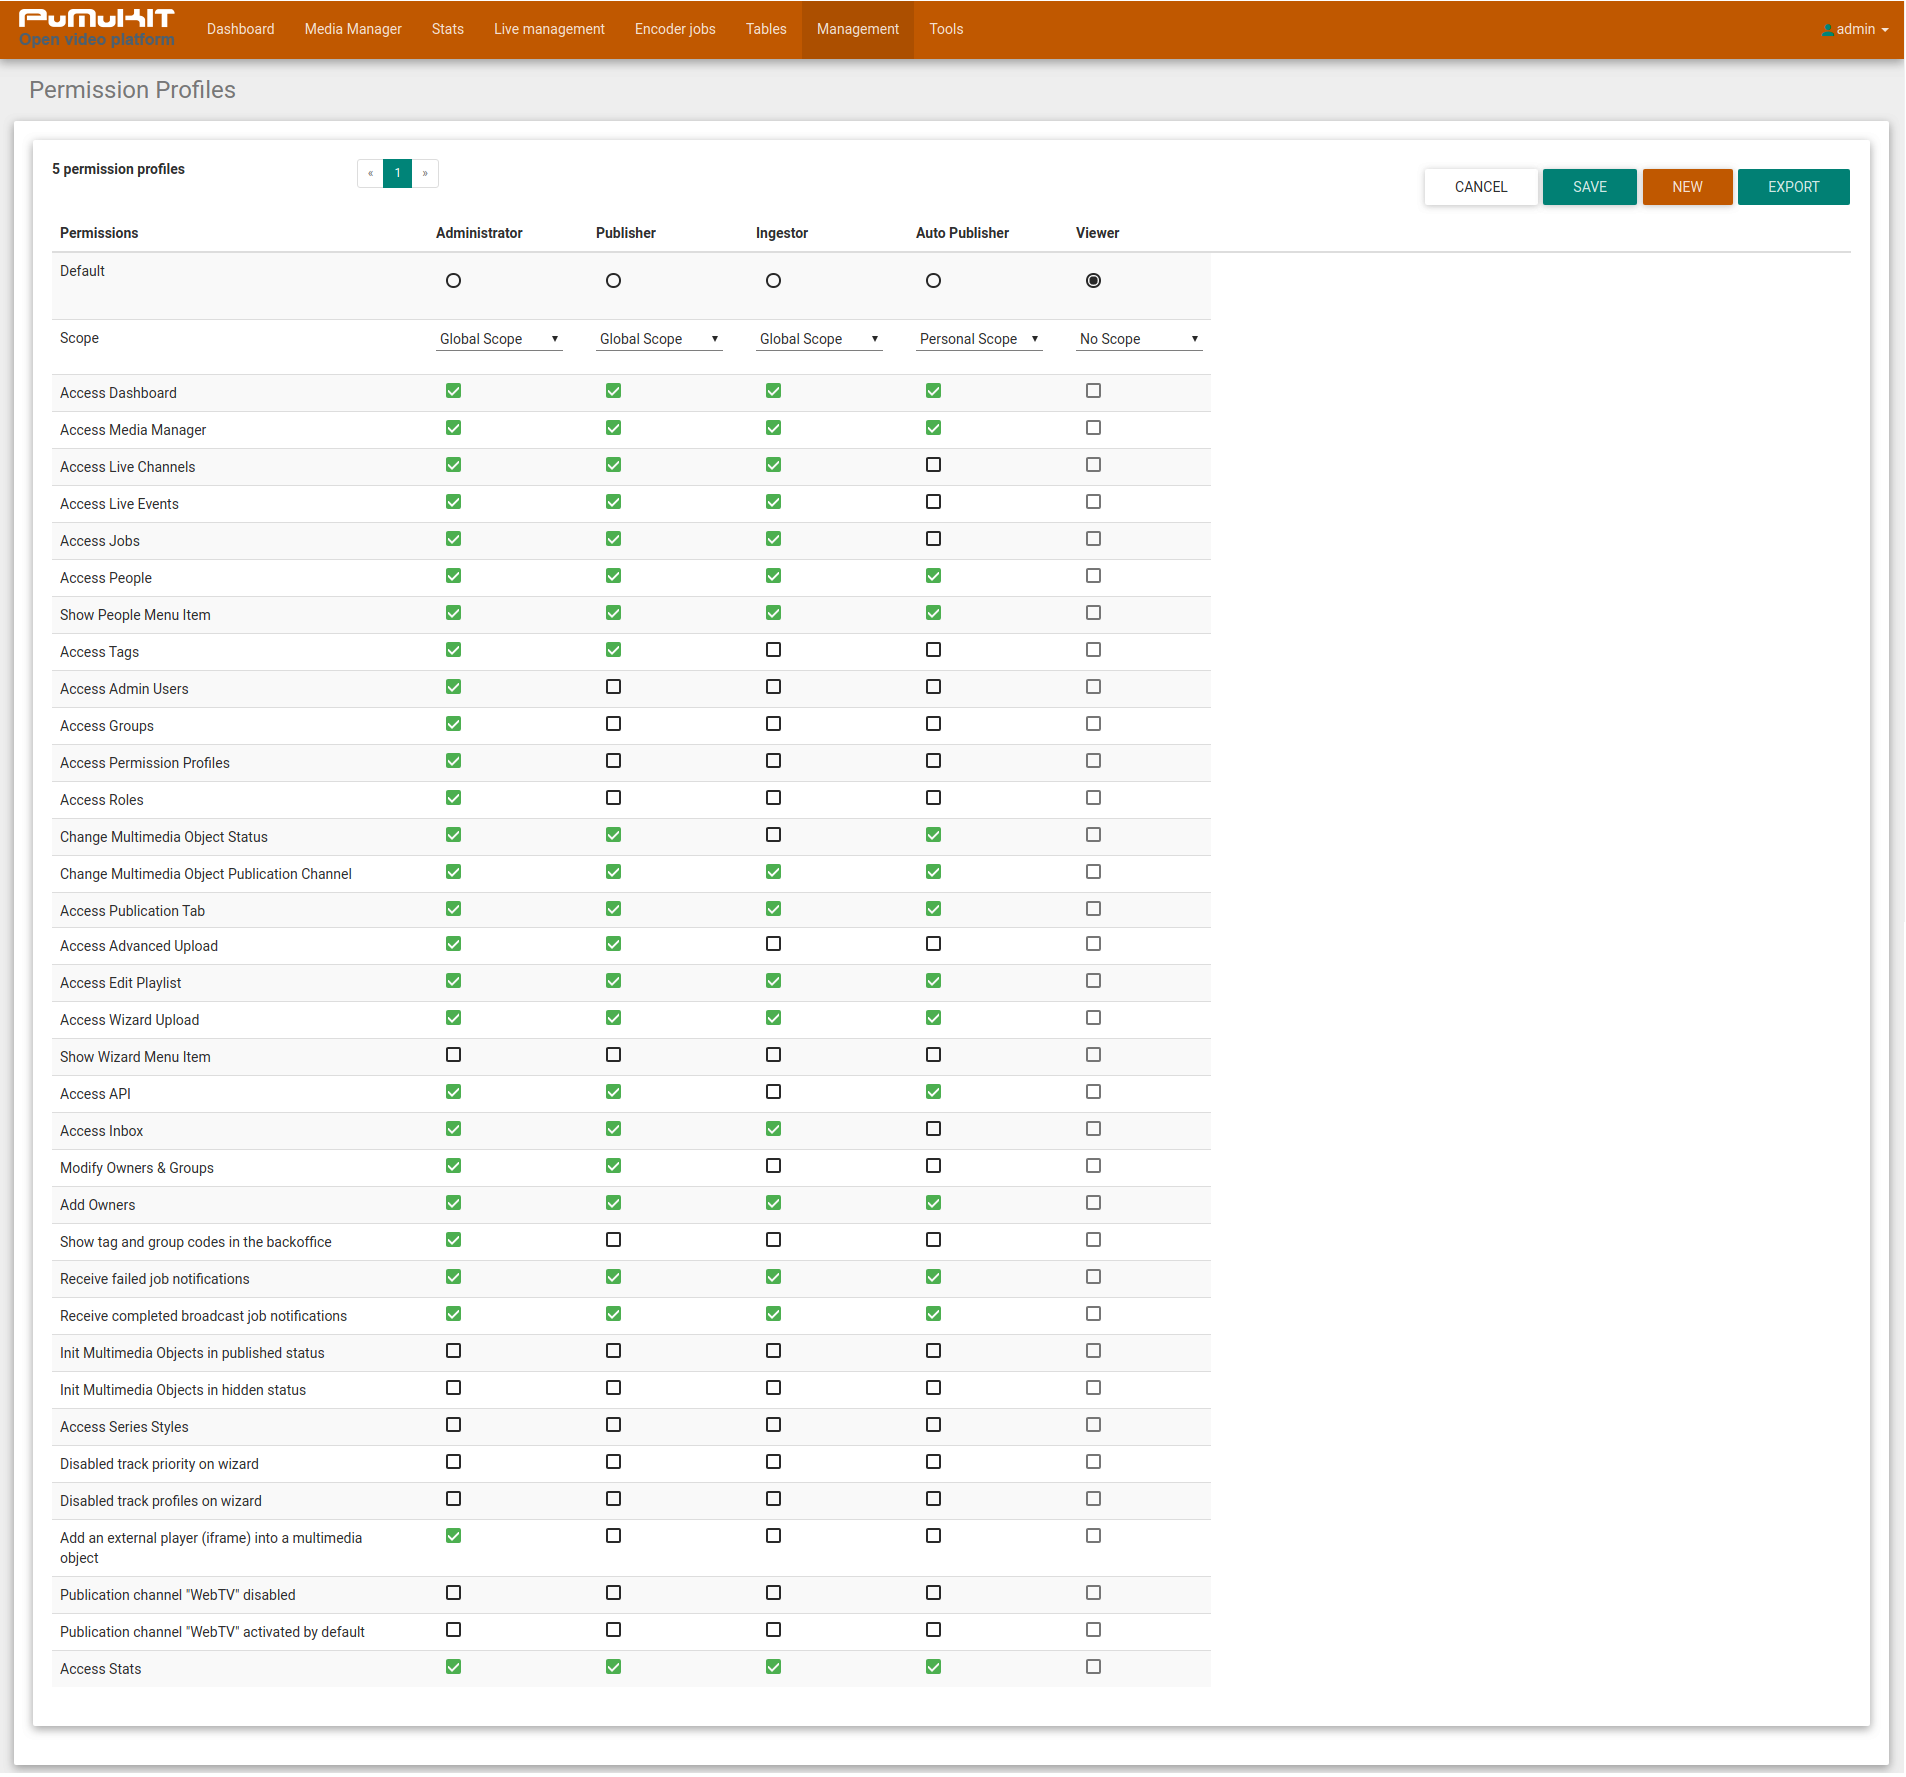 PUMUKIT
Open video platform
Dashboard Media Manager Stats Live management Encoder jobs Tables Management Tools admin
Permission Profiles
5 permission profiles « 1 »
CANCEL SAVE NEW EXPORT
Permissions Administrator Publisher Ingestor Auto Publisher Viewer
Default
Scope Global Scope Global Scope Global Scope Personal Scope No Scope
Access Dashboard
Access Media Manager
Access Live Channels
Access Live Events
Access Jobs
Access People
Show People Menu Item
Access Tags
Access Admin Users
Access Groups
Access Permission Profiles
Access Roles
Change Multimedia Object Status
Change Multimedia Object Publication Channel
Access Publication Tab
Access Advanced Upload
Access Edit Playlist
Access Wizard Upload
Show Wizard Menu Item
Access API
Access Inbox
Modify Owners & Groups
Add Owners
Show tag and group codes in the backoffice
Receive failed job notifications
Receive completed broadcast job notifications
Init Multimedia Objects in published status
Init Multimedia Objects in hidden status
Access Series Styles
Disabled track priority on wizard
Disabled track profiles on wizard
Add an external player (iframe) into a multimedia
object
Publication channel "WebTV" disabled
Publication channel "WebTV" activated by default
Access Stats